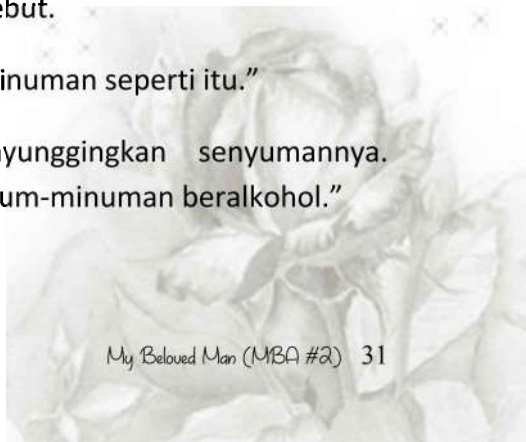 ebut.
inuman seperti itu.”
yunggingkan senyumannya.
um-minuman beralkohol.”
My Beloved Man (MBA #2) 31